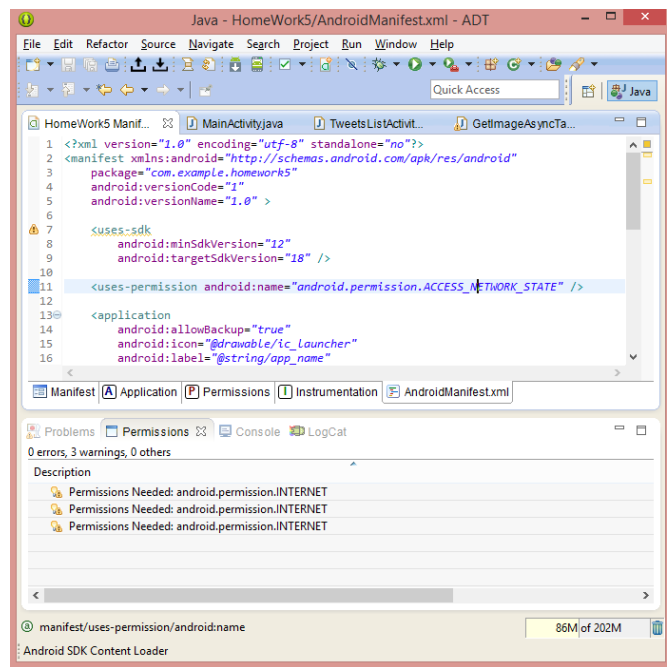 Java - HomeWork5/AndroidManifest.xml - ADT
File Edit Refactor Source Navigate Search Project Run Window Help
Quick Access
Java
HomeWork5 Manif... MainActivity.java TweetsListActivit... GetImageAsyncTa...
1 <?xml version="1.0" encoding="utf-8" standalone="no"?>
2 <manifest xmlns:android="http://schemas.android.com/apk/res/android"
3 package="com.example.homework5"
4 android:versionCode="1"
5 android:versionName="1.0" >
6
7 <uses-sdk
8 android:minSdkVersion="12"
9 android:targetSdkVersion="18" />
10
11 <uses-permission android:name="android.permission.ACCESS_NETWORK_STATE" />
12
13 <application
14 android:allowBackup="true"
15 android:icon="@drawable/ic_launcher"
16 android:label="@string/app_name"
Manifest A Application P Permissions I Instrumentation F AndroidManifest.xml
Problems Permissions Console LogCat
0 errors, 3 warnings, 0 others
Description
Permissions Needed: android.permission.INTERNET
Permissions Needed: android.permission.INTERNET
Permissions Needed: android.permission.INTERNET
manifest/uses-permission/android:name 86M of 202M
Android SDK Content Loader